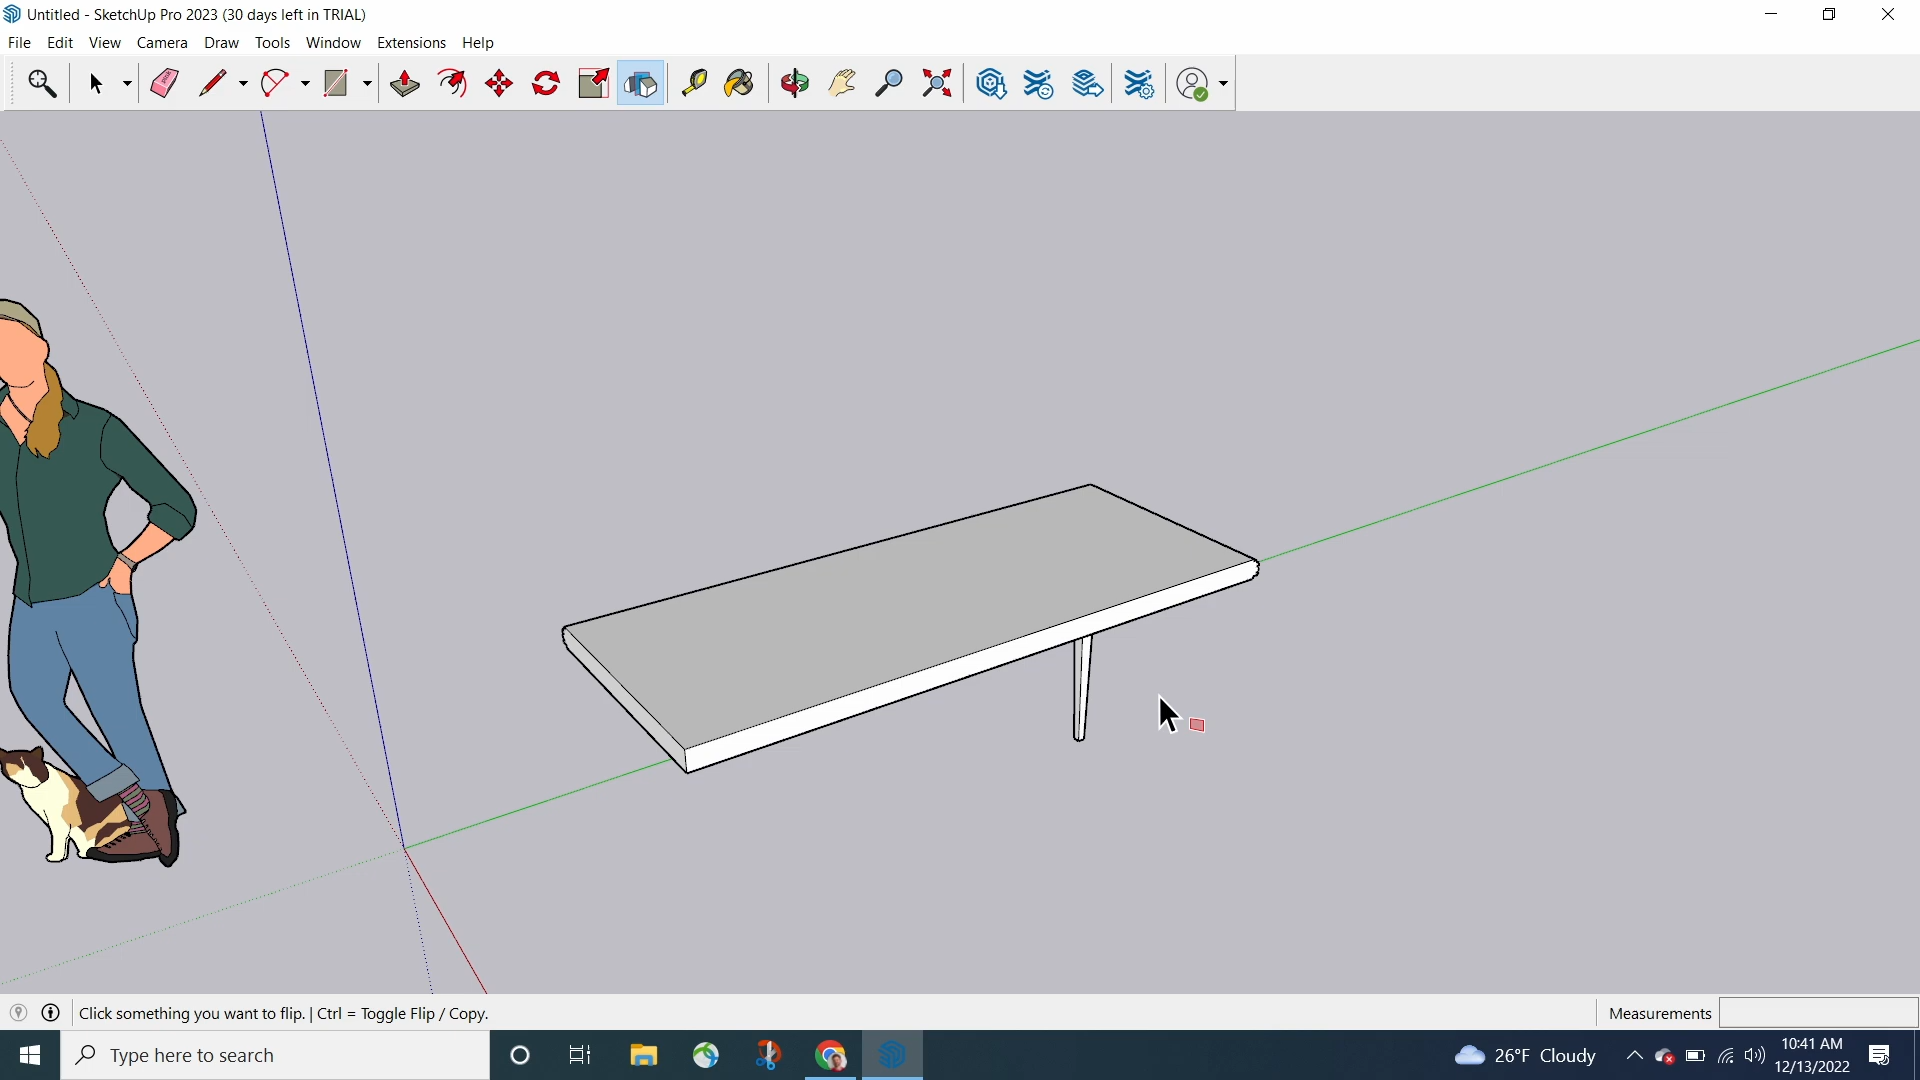 Untitled - SketchUp Pro 2023 (30 days left in TRIAL)
File Edit View Camera Draw Tools Window Extensions Help
Click something you want to flip. | Ctrl = Toggle Flip / Copy.
Measurements
Type here to search
26°F Cloudy
10:41 AM
12/13/2022